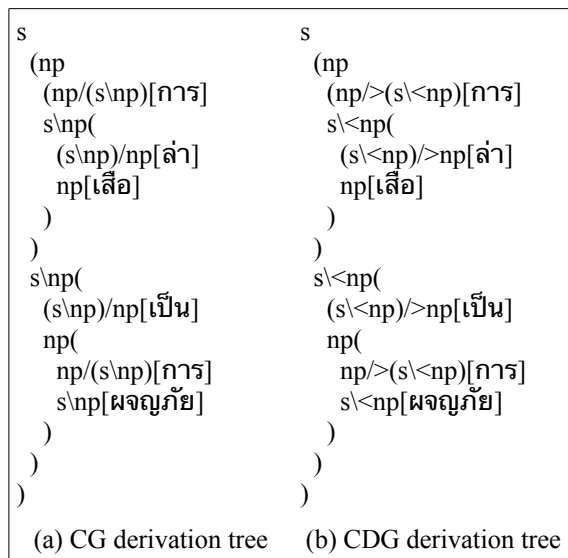 s
(np
(np/(s\np)[การ]
s\np(
(s\np)/np[ล่า]
np[เสือ]
)
)
s\np(
(s\np)/np[เป็น]
np(
np/(s\np)[การ]
s\np[ผจญภัย]
)
)
)
(a) CG derivation tree
s
(np
(np/>(s\<np)[การ]
s\<np(
(s\<np)/>np[ล่า]
np[เสือ]
)
)
s\<np(
(s\<np)/>np[เป็น]
np(
np/>(s\<np)[การ]
s\<np[ผจญภัย]
)
)
)
(b) CDG derivation tree